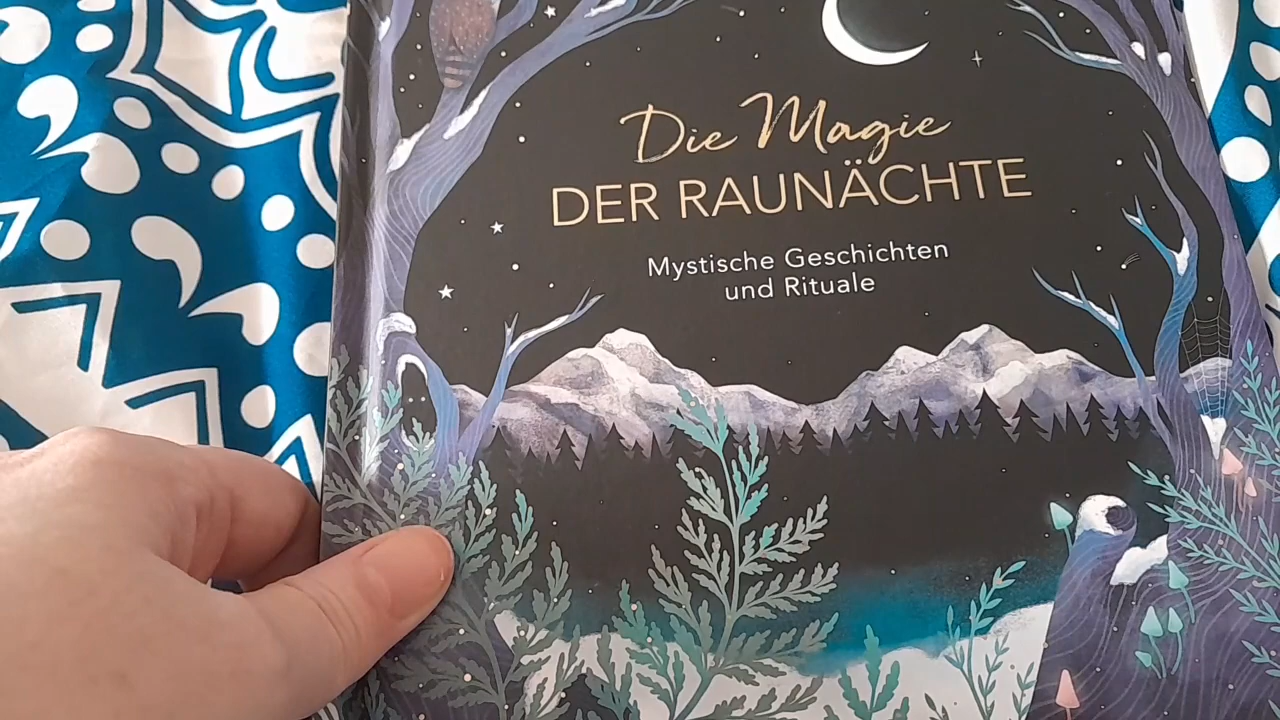 Die Magie
DER RAUNÄCHTE
Mystische Geschichten
und Rituale